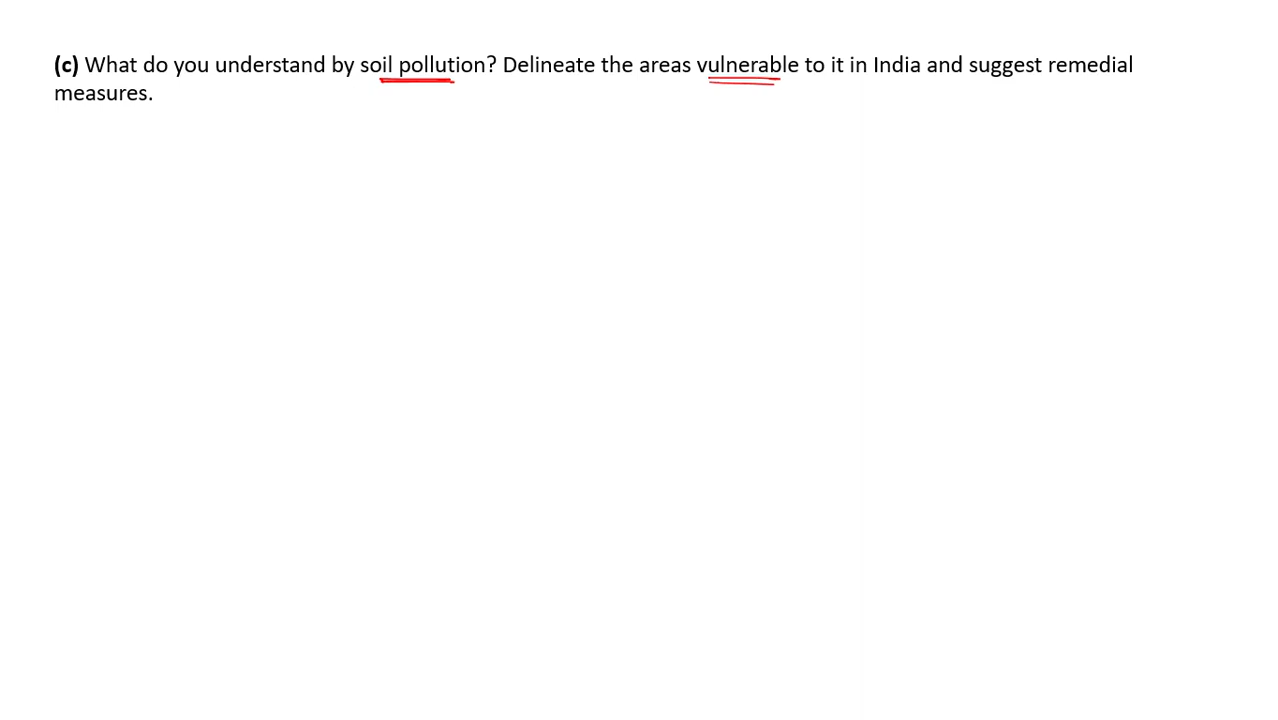 (c) What do you understand by soil pollution? Delineate the areas vulnerable to it in India and suggest remedial
measures.